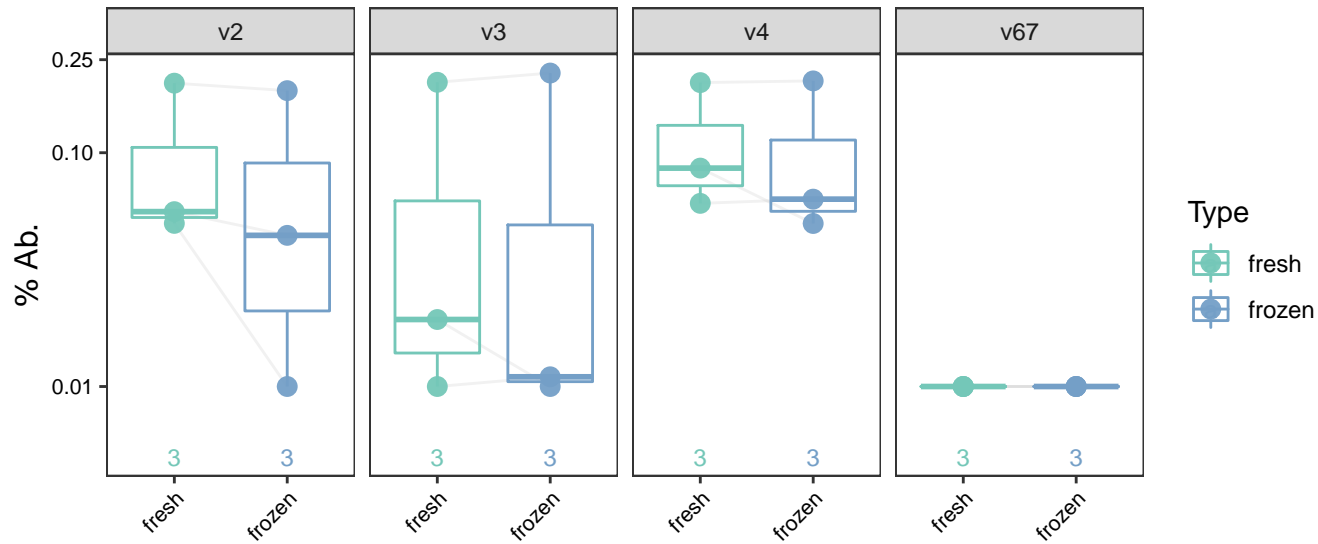 v2 v3 v4 v67
0.25
0.10
0.01
% Ab.
3 3 3 3 3 3 3 3
fresh frozen fresh frozen fresh frozen fresh frozen
Type
fresh
frozen